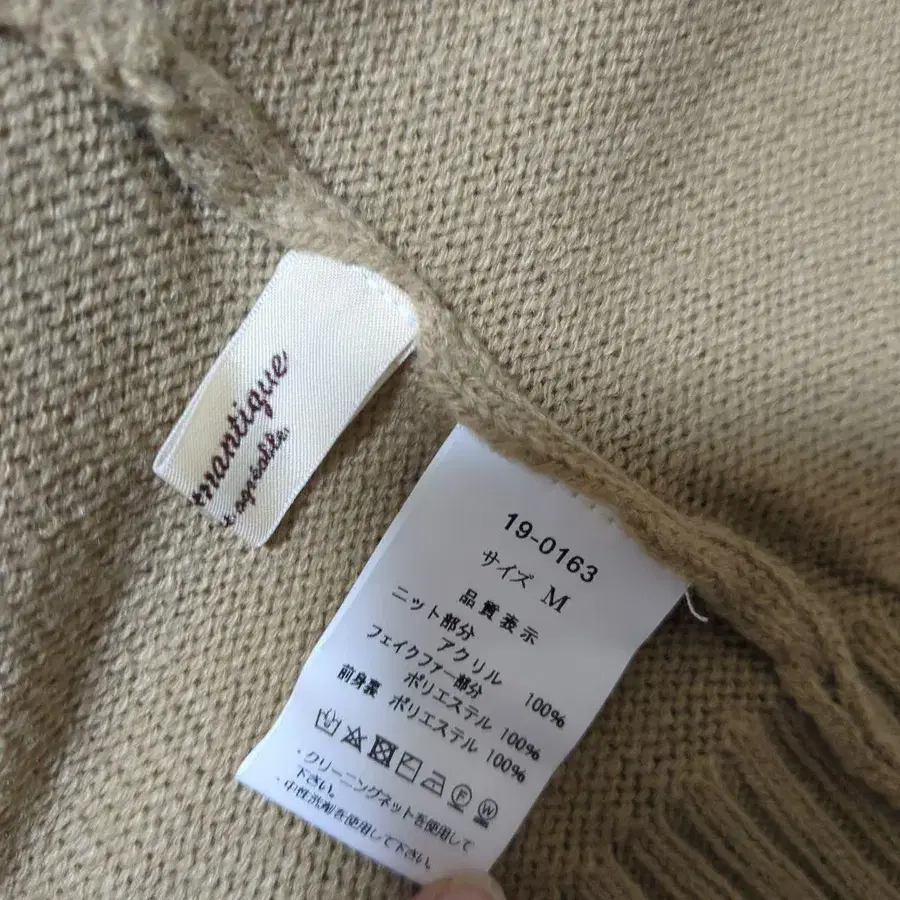 mantique
agréable
19-0163
サイズ M
品質表示
ニット部分
アクリル 100%
フェイクファー部分
ポリエステル 100%
前身裏 ポリエステル 100%
・クリーニングネットを使用して
下さい。
・中性洗剤を使用して下さい。